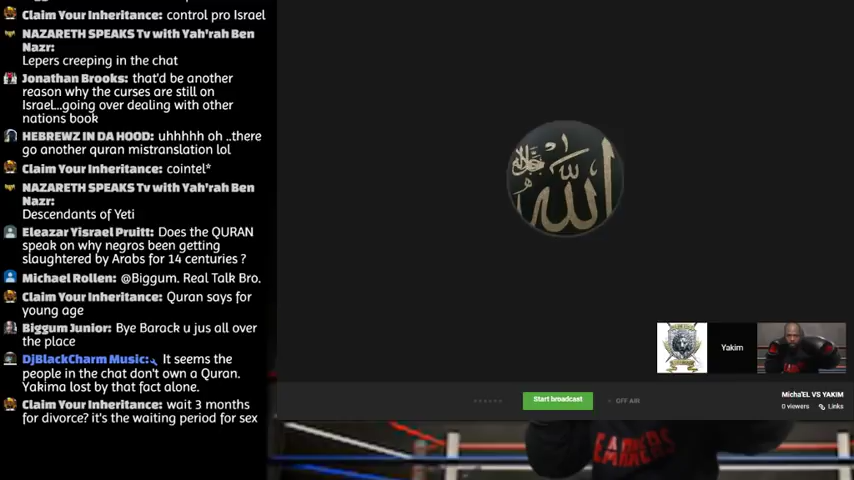 Claim Your Inheritance: control pro Israel
NAZARETH SPEAKS Tv with Yah'rah Ben
Nazr:
Lepers creeping in the chat
Jonathan Brooks: that'd be another
reason why the curses are still on
Israel...going over dealing with other
nations book
HEBREWZ IN DA HOOD: uhhhhh oh ..there
go another quran mistranslation lol
Claim Your Inheritance: cointel*
NAZARETH SPEAKS Tv with Yah'rah Ben
Nazr:
Descendants of Yeti
Eleazar Yisrael Pruitt: Does the QURAN
speak on why negros been getting
slaughtered by Arabs for 14 centuries ?
Michael Rollen: @Biggum. Real Talk Bro.
Claim Your Inheritance: Quran says for
young age
Biggum Junior: Bye Barack u jus all over
the place
DjBlackCharm Music: It seems the
people in the chat don't own a Quran.
Yakima lost by that fact alone.
Claim Your Inheritance: wait 3 months
for divorce? it's the waiting period for sex
الله جل جلاله
Yakim
Start broadcast
OFF AIR
Micha'EL VS YAKIM
0 viewers
Links